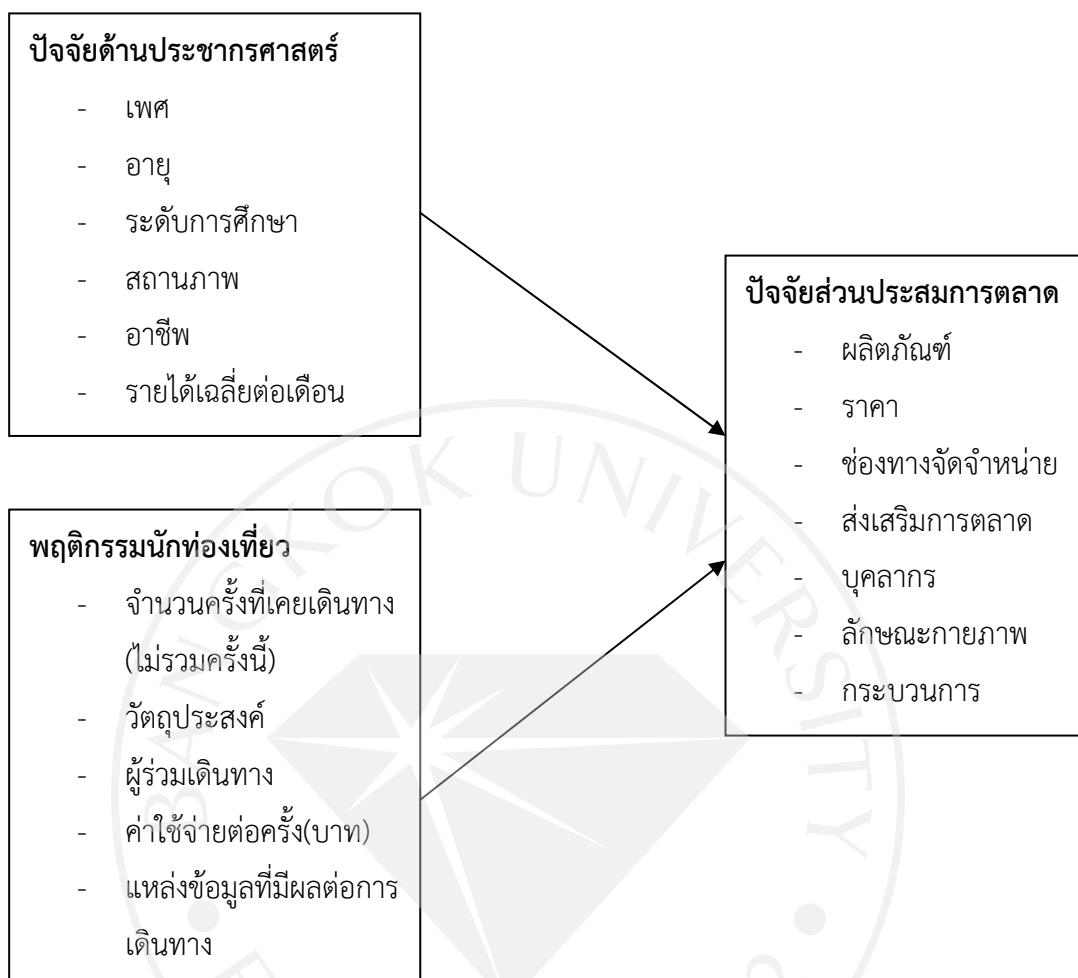 ปัจจัยด้านประชากรศาสตร์
- เพศ
- อายุ
- ระดับการศึกษา
- สถานภาพ
- อาชีพ
- รายได้เฉลี่ยต่อเดือน
พฤติกรรมนักท่องเที่ยว
- จำนวนครั้งที่เคยเดินทาง
(ไม่รวมครั้งนี้)
- วัตถุประสงค์
- ผู้ร่วมเดินทาง
- ค่าใช้จ่ายต่อครั้ง(บาท)
- แหล่งข้อมูลที่มีผลต่อการ
เดินทาง
ปัจจัยส่วนประสมการตลาด
- ผลิตภัณฑ์
- ราคา
- ช่องทางจัดจำหน่าย
- ส่งเสริมการตลาด
- บุคลากร
- ลักษณะกายภาพ
- กระบวนการ
BANGKOK UNIVERSITY